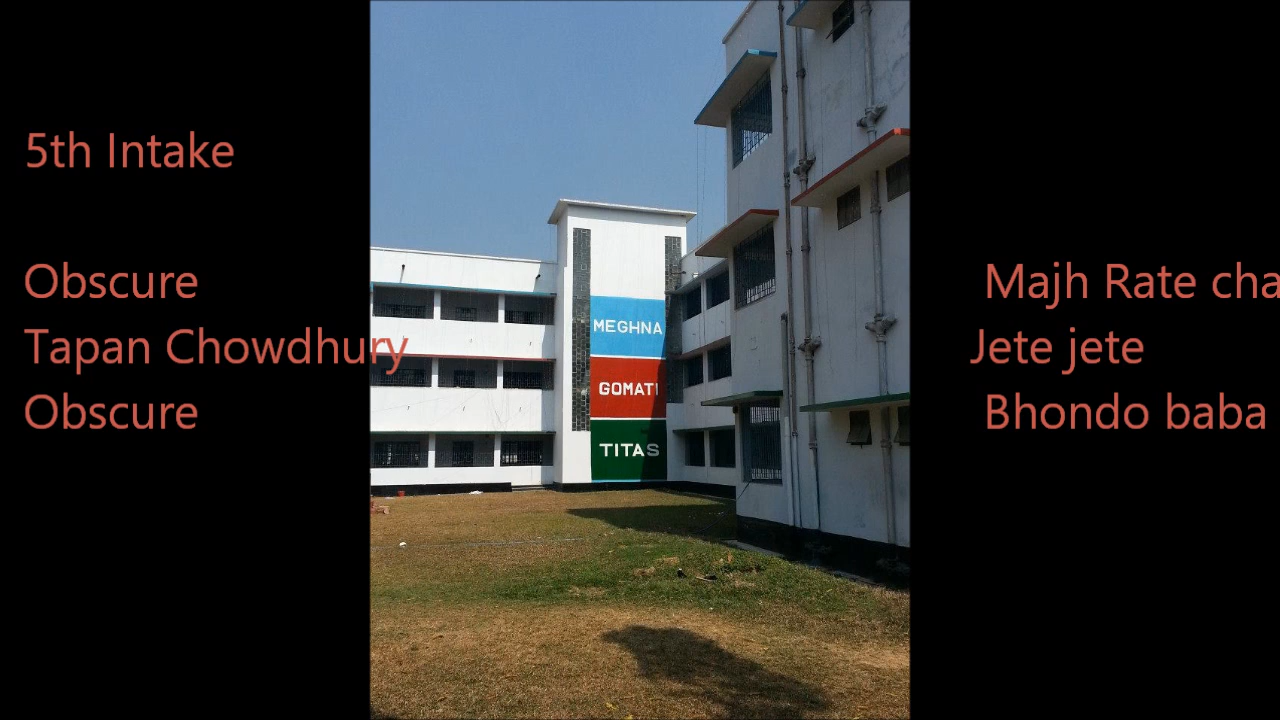 5th Intake
Obscure Majh Rate cha
Tapan Chowdhury Jete jete
Obscure Bhondo baba
MEGHNA
GOMATI
TITAS